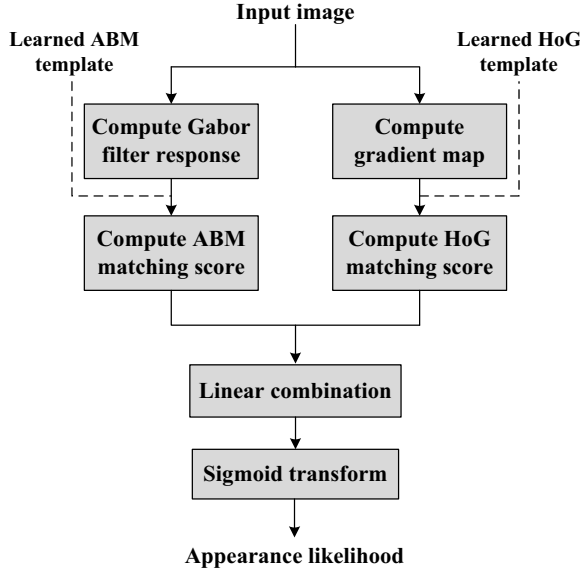 Input image
Learned ABM
template
Learned HoG
template
Compute Gabor
filter response
Compute
gradient map
Compute ABM
matching score
Compute HoG
matching score
Linear combination
Sigmoid transform
Appearance likelihood